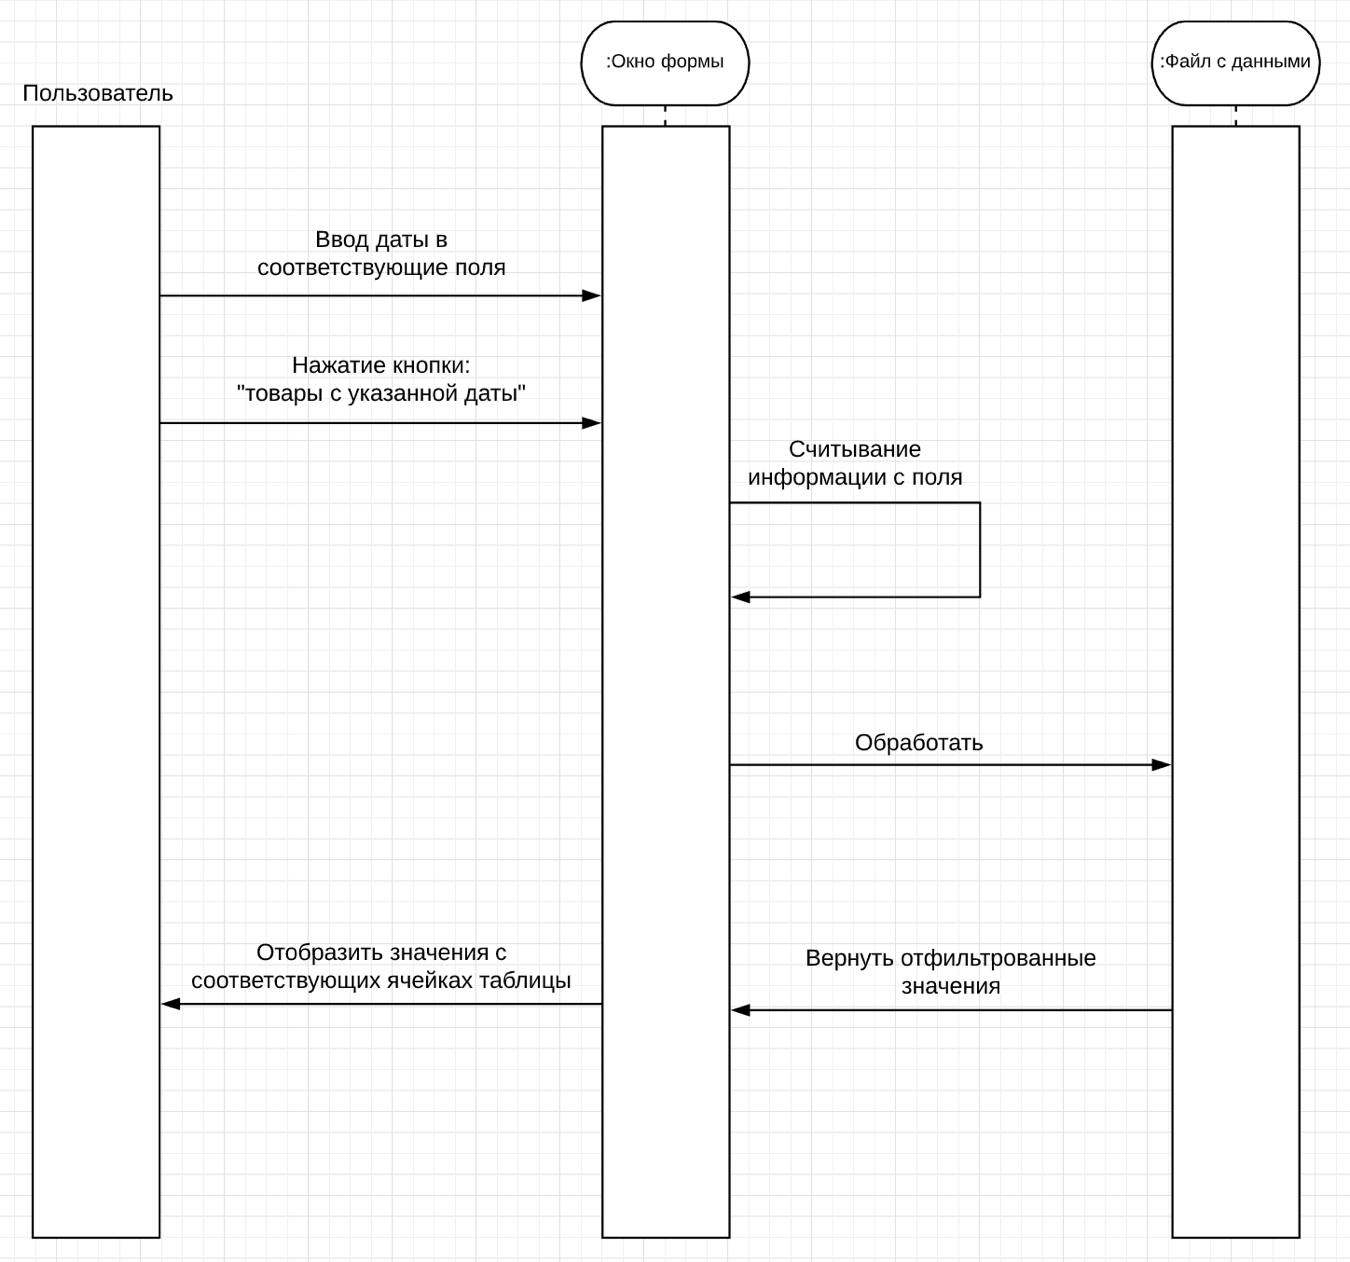 :Окно формы
:Файл с данными
Пользователь
Ввод даты в
соответствующие поля
Нажатие кнопки:
"товары с указанной даты"
Считывание
информации с поля
Обработать
Отобразить значения с
соответствующих ячейках таблицы
Вернуть отфильтрованные
значения